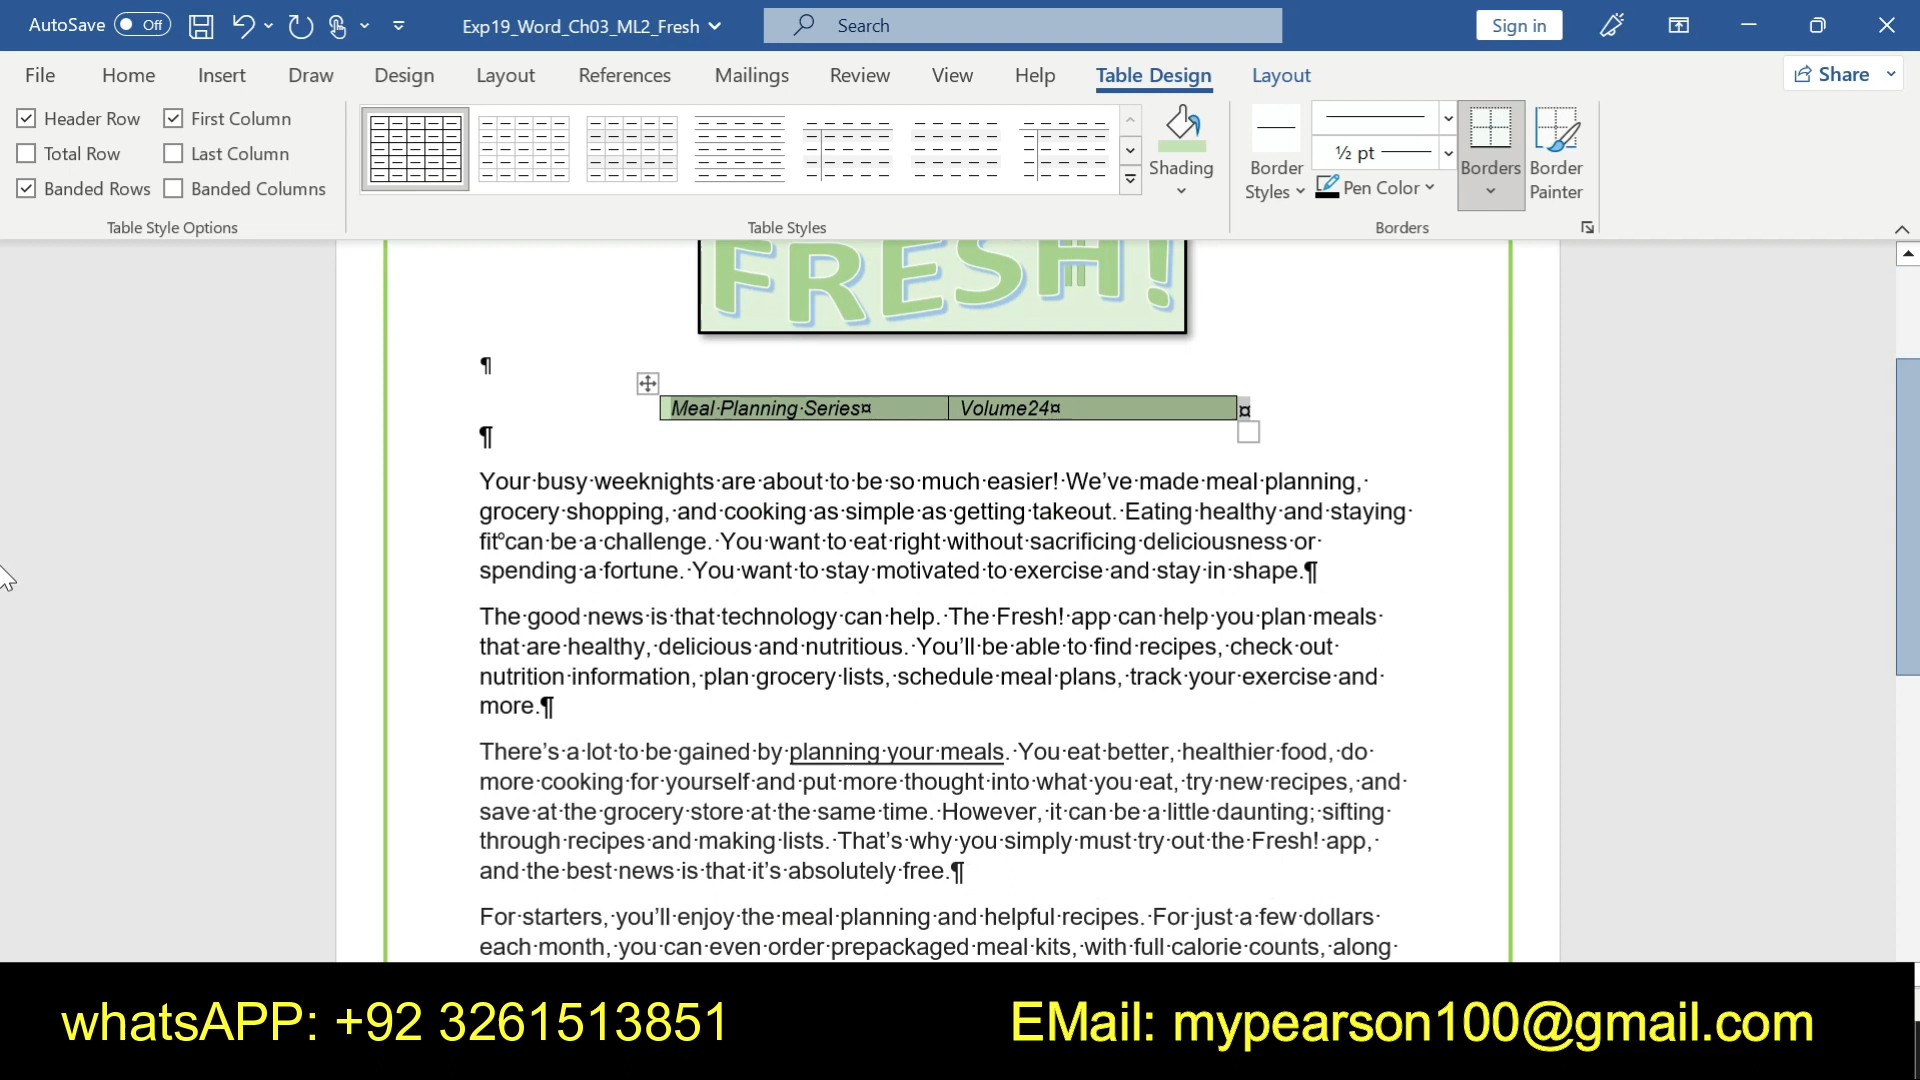 AutoSave Off Exp19_Word_Ch03_ML2_Fresh Search Sign in
File Home Insert Draw Design Layout References Mailings Review View Help Table Design Layout Share
Header Row First Column
Total Row Last Column
Banded Rows Banded Columns
Table Style Options
Table Styles
Shading
Border Styles
½ pt
Pen Color
Borders
Border Painter
Borders
FRESH!
¶
Meal·Planning·Series¤ Volume24¤ ¤
¶
Your·busy·weeknights·are·about·to·be·so·much·easier!·We’ve·made·meal·planning,·
grocery·shopping,·and·cooking·as·simple·as·getting·takeout.·Eating·healthy·and·staying·
fit°can·be·a·challenge.·You·want·to·eat·right·without·sacrificing·deliciousness·or·
spending·a·fortune.·You·want·to·stay·motivated·to·exercise·and·stay·in·shape.¶
The·good·news·is·that·technology·can·help.·The·Fresh!·app·can·help·you·plan·meals·
that·are·healthy,·delicious·and·nutritious.·You’ll·be·able·to·find·recipes,·check·out·
nutrition·information,·plan·grocery·lists,·schedule·meal·plans,·track·your·exercise·and·
more.¶
There’s·a·lot·to·be·gained·by·planning·your·meals.·You·eat·better,·healthier·food,·do·
more·cooking·for·yourself·and·put·more·thought·into·what·you·eat,·try·new·recipes,·and·
save·at·the·grocery·store·at·the·same·time.·However,·it·can·be·a·little·daunting;·sifting·
through·recipes·and·making·lists.·That’s·why·you·simply·must·try·out·the·Fresh!·app,·
and·the·best·news·is·that·it’s·absolutely·free.¶
For·starters,·you’ll·enjoy·the·meal·planning·and·helpful·recipes.·For·just·a·few·dollars·
each·month,·you·can·even·order·prepackaged·meal·kits,·with·full·calorie·counts,·along·
whatsAPP: +92 3261513851 EMail: mypearson100@gmail.com